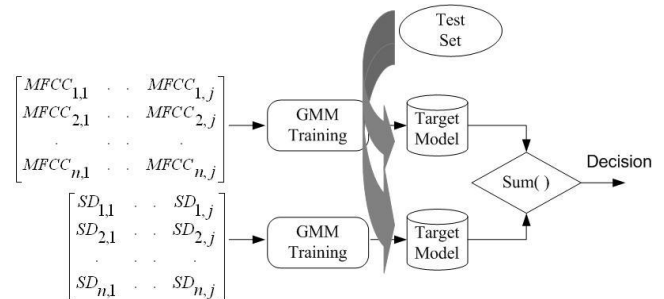 Test
Set
MFCC1,1 . . MFCC1,j
MFCC2,1 . . MFCC2,j
. . . .
MFCCn,1 . . MFCCn,j
GMM
Training
Target
Model
Sum( )
Decision
SD1,1 . . SD1,j
SD2,1 . . SD2,j
. . . .
SDn,1 . . SDn,j
GMM
Training
Target
Model